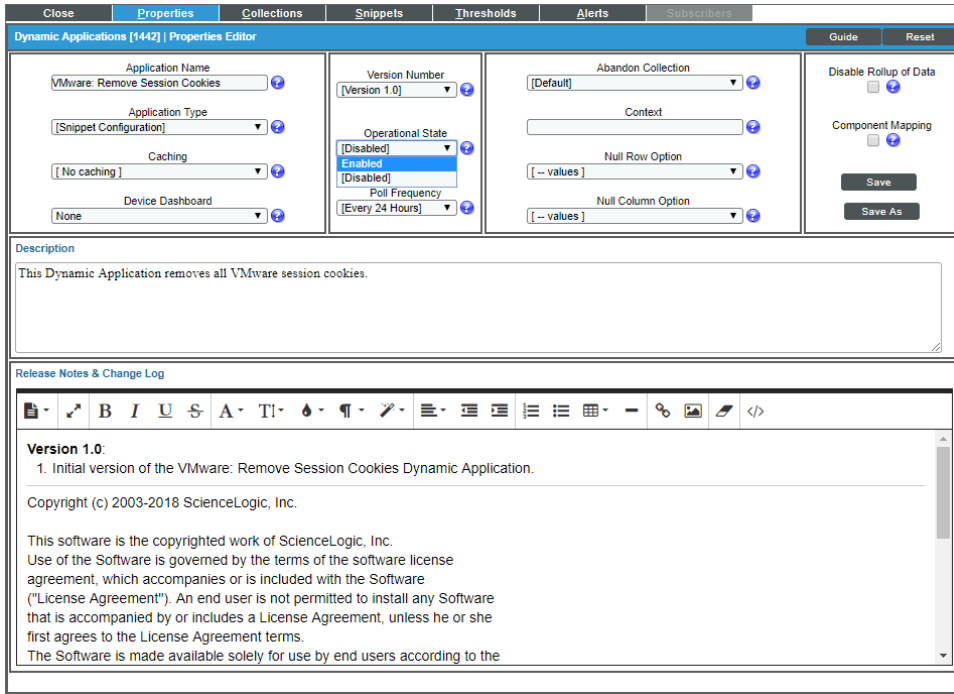 Close Properties Collections Snippets Thresholds Alerts Subscribers
Dynamic Applications [1442] | Properties Editor Guide Reset
Application Name
VMware: Remove Session Cookies
Application Type
[Snippet Configuration]
Caching
[ No caching ]
Device Dashboard
None
Version Number
[Version 1.0]
Operational State
[Disabled]
Enabled
[Disabled]
Poll Frequency
[Every 24 Hours]
Abandon Collection
[Default]
Context
Null Row Option
[ -- values ]
Null Column Option
[ -- values ]
Disable Rollup of Data
Component Mapping
Save
Save As
Description
This Dynamic Application removes all VMware session cookies.
Release Notes & Change Log
Version 1.0:
1. Initial version of the VMware: Remove Session Cookies Dynamic Application.
Copyright (c) 2003-2018 ScienceLogic, Inc.
This software is the copyrighted work of ScienceLogic, Inc.
Use of the Software is governed by the terms of the software license
agreement, which accompanies or is included with the Software
("License Agreement"). An end user is not permitted to install any Software
that is accompanied by or includes a License Agreement, unless he or she
first agrees to the License Agreement terms.
The Software is made available solely for use by end users according to the